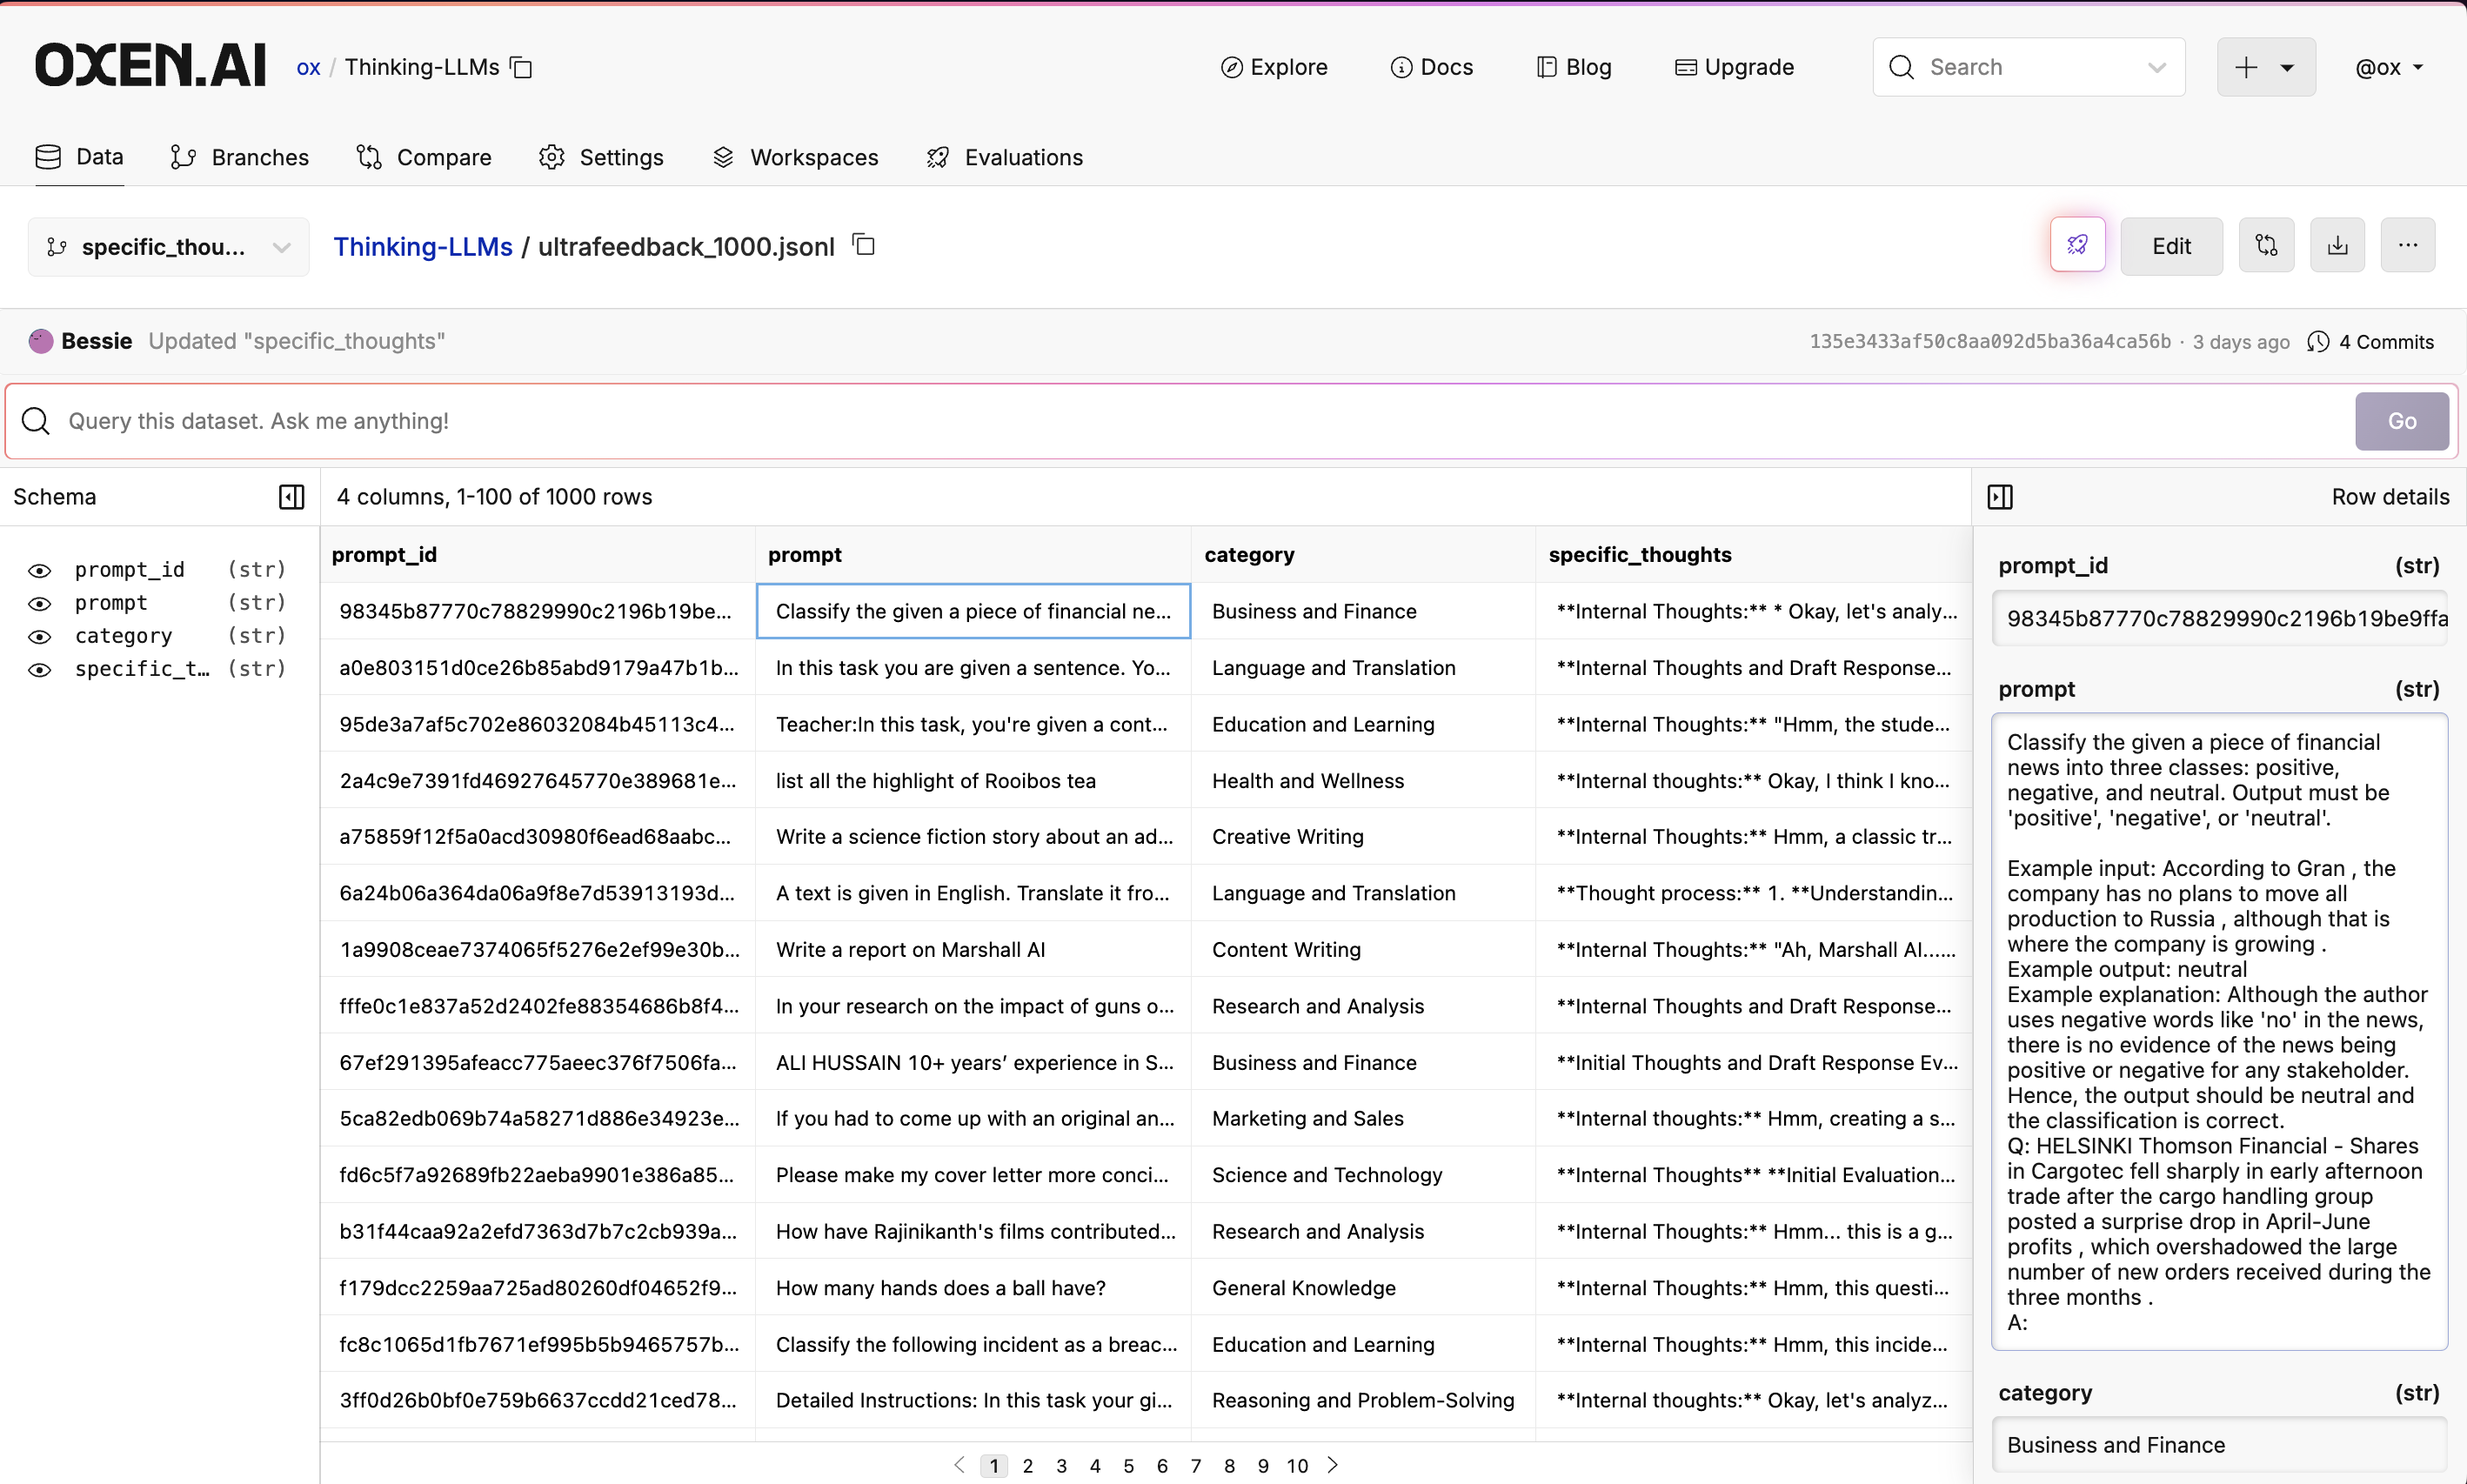 OXEN.AI ox / Thinking-LLMs Explore Docs Blog Upgrade Search @ox
Data Branches Compare Settings Workspaces Evaluations
specific_thou... Thinking-LLMs / ultrafeedback_1000.jsonl Edit
Bessie Updated "specific_thoughts" 135e3433af50c8aa092d5ba36a4ca56b · 3 days ago 4 Commits
Query this dataset. Ask me anything! Go
Schema
prompt_id (str)
prompt (str)
category (str)
specific_t... (str)
4 columns, 1-100 of 1000 rows
prompt_id prompt category specific_thoughts
98345b87770c78829990c2196b19be... Classify the given a piece of financial ne... Business and Finance **Internal Thoughts:** * Okay, let's analy...
a0e803151d0ce26b85abd9179a47b1b... In this task you are given a sentence. Yo... Language and Translation **Internal Thoughts and Draft Response...
95de3a7af5c702e86032084b45113c4... Teacher:In this task, you're given a cont... Education and Learning **Internal Thoughts:** "Hmm, the stude...
2a4c9e7391fd46927645770e389681e... list all the highlight of Rooibos tea Health and Wellness **Internal thoughts:** Okay, I think I kno...
a75859f12f5a0acd30980f6ead68aabc... Write a science fiction story about an ad... Creative Writing **Internal Thoughts:** Hmm, a classic tr...
6a24b06a364da06a9f8e7d53913193d... A text is given in English. Translate it fro... Language and Translation **Thought process:** 1. **Understandin...
1a9908ceae7374065f5276e2ef99e30b... Write a report on Marshall AI Content Writing **Internal Thoughts:** "Ah, Marshall AI......
fffe0c1e837a52d2402fe88354686b8f4... In your research on the impact of guns o... Research and Analysis **Internal Thoughts and Draft Response...
67ef291395afeacc775aeec376f7506fa... ALI HUSSAIN 10+ years’ experience in S... Business and Finance **Initial Thoughts and Draft Response Ev...
5ca82edb069b74a58271d886e34923e... If you had to come up with an original an... Marketing and Sales **Internal thoughts:** Hmm, creating a s...
fd6c5f7a92689fb22aeba9901e386a85... Please make my cover letter more conci... Science and Technology **Internal Thoughts** **Initial Evaluation...
b31f44caa92a2efd7363d7b7c2cb939a... How have Rajinikanth's films contributed... Research and Analysis **Internal Thoughts:** Hmm... this is a g...
f179dcc2259aa725ad80260df04652f9... How many hands does a ball have? General Knowledge **Internal Thoughts:** Hmm, this questi...
fc8c1065d1fb7671ef995b5b9465757b... Classify the following incident as a breac... Education and Learning **Internal Thoughts:** Hmm, this incide...
3ff0d26b0bf0e759b6637ccdd21ced78... Detailed Instructions: In this task your gi... Reasoning and Problem-Solving **Internal thoughts:** Okay, let's analyz...
1 2 3 4 5 6 7 8 9 10
Row details
prompt_id (str)
98345b87770c78829990c2196b19be9ffa
prompt (str)
Classify the given a piece of financial
news into three classes: positive,
negative, and neutral. Output must be
'positive', 'negative', or 'neutral'.
Example input: According to Gran , the
company has no plans to move all
production to Russia , although that is
where the company is growing .
Example output: neutral
Example explanation: Although the author
uses negative words like 'no' in the news,
there is no evidence of the news being
positive or negative for any stakeholder.
Hence, the output should be neutral and
the classification is correct.
Q: HELSINKI Thomson Financial - Shares
in Cargotec fell sharply in early afternoon
trade after the cargo handling group
posted a surprise drop in April-June
profits , which overshadowed the large
number of new orders received during the
three months .
A:
category (str)
Business and Finance